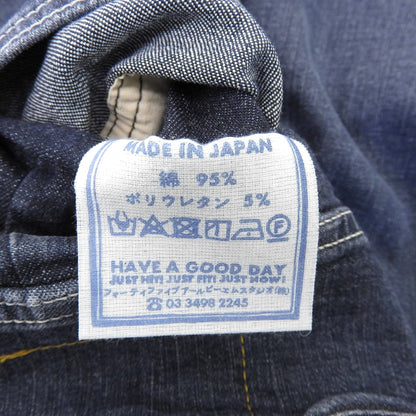 MADE IN JAPAN
綿 95%
ポリウレタン 5%
HAVE A GOOD DAY
JUST HIT! JUST FIT! JUST NOW!
フォーティファイブアールピーエムスタジオ(株)
☎ 03 3498 2245